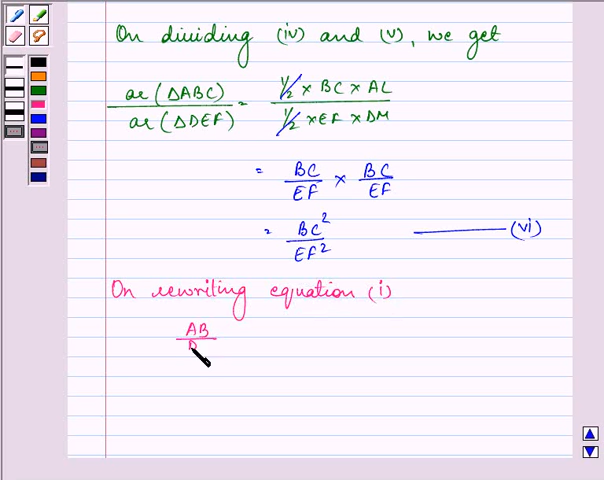 On dividing (iv) and (v), we get
ar(ΔABC)/ar(ΔDEF) = 1/2 × BC × AL / 1/2 × EF × DM
= BC/EF × BC/EF
= BC²/EF² ——— (vi)
On rewriting equation (i)
AB/D